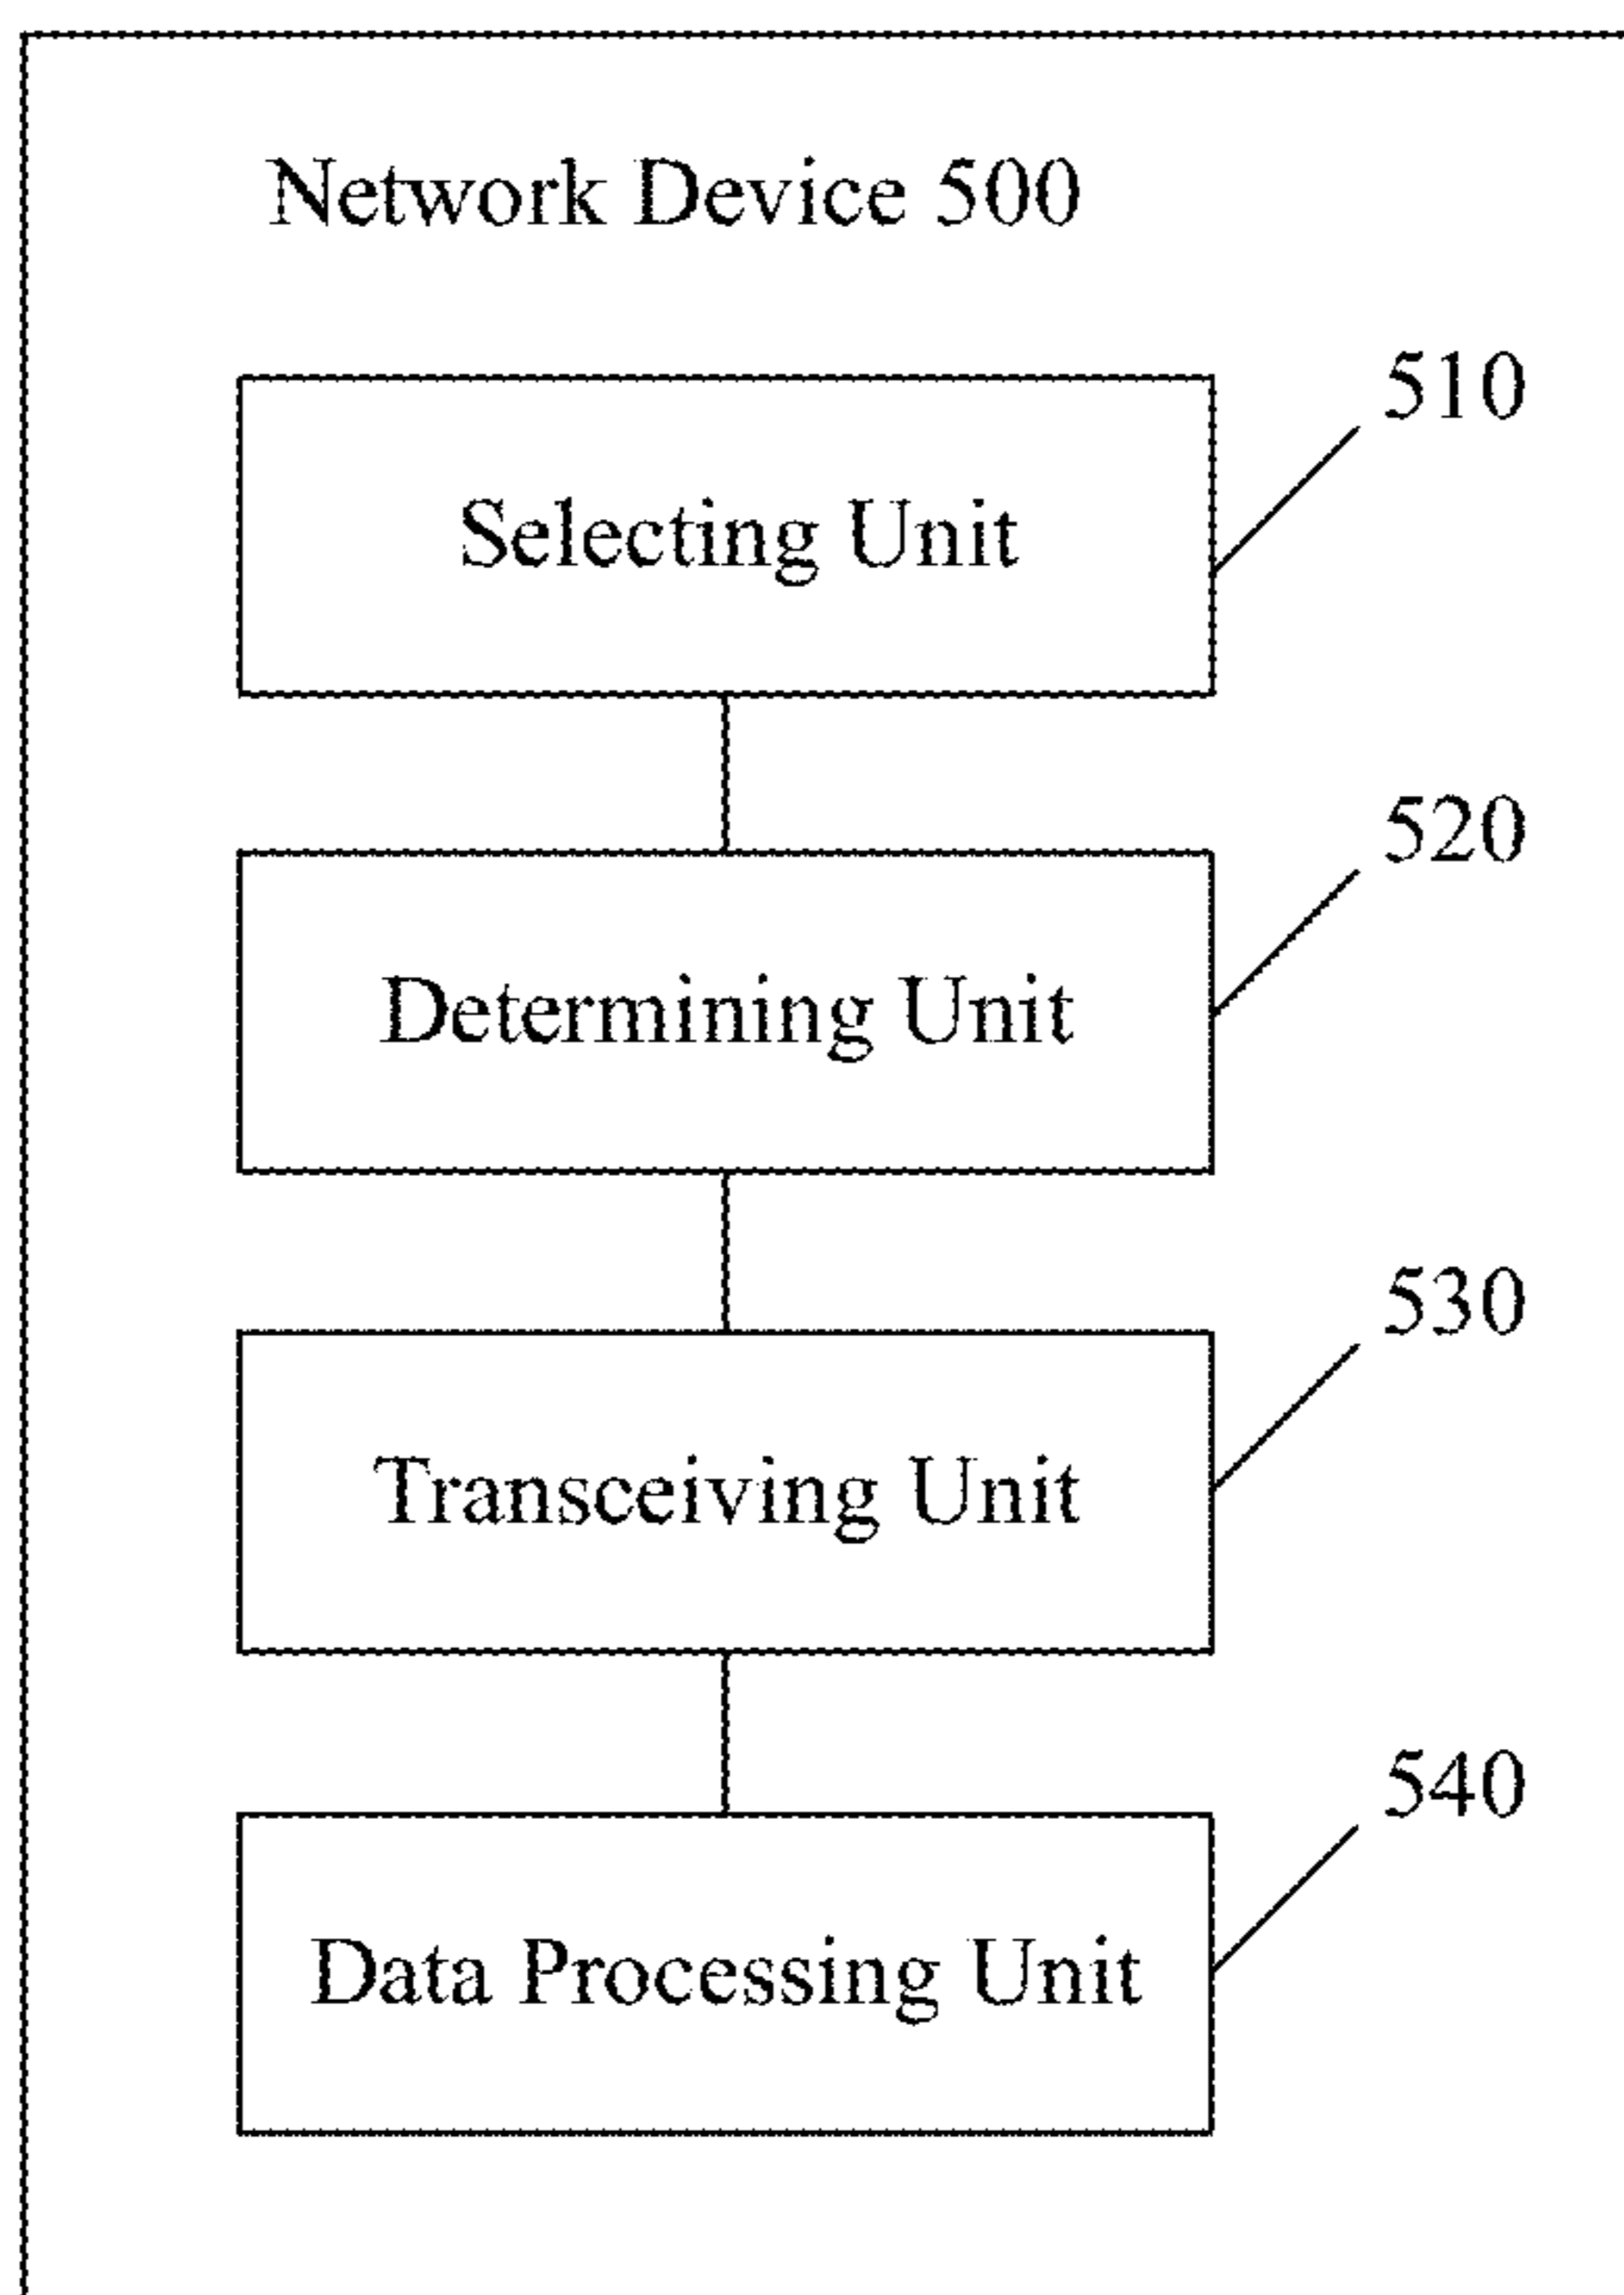 Network Device 500
510
Selecting Unit
520
Determining Unit
530
Transceiving Unit
540
Data Processing Unit